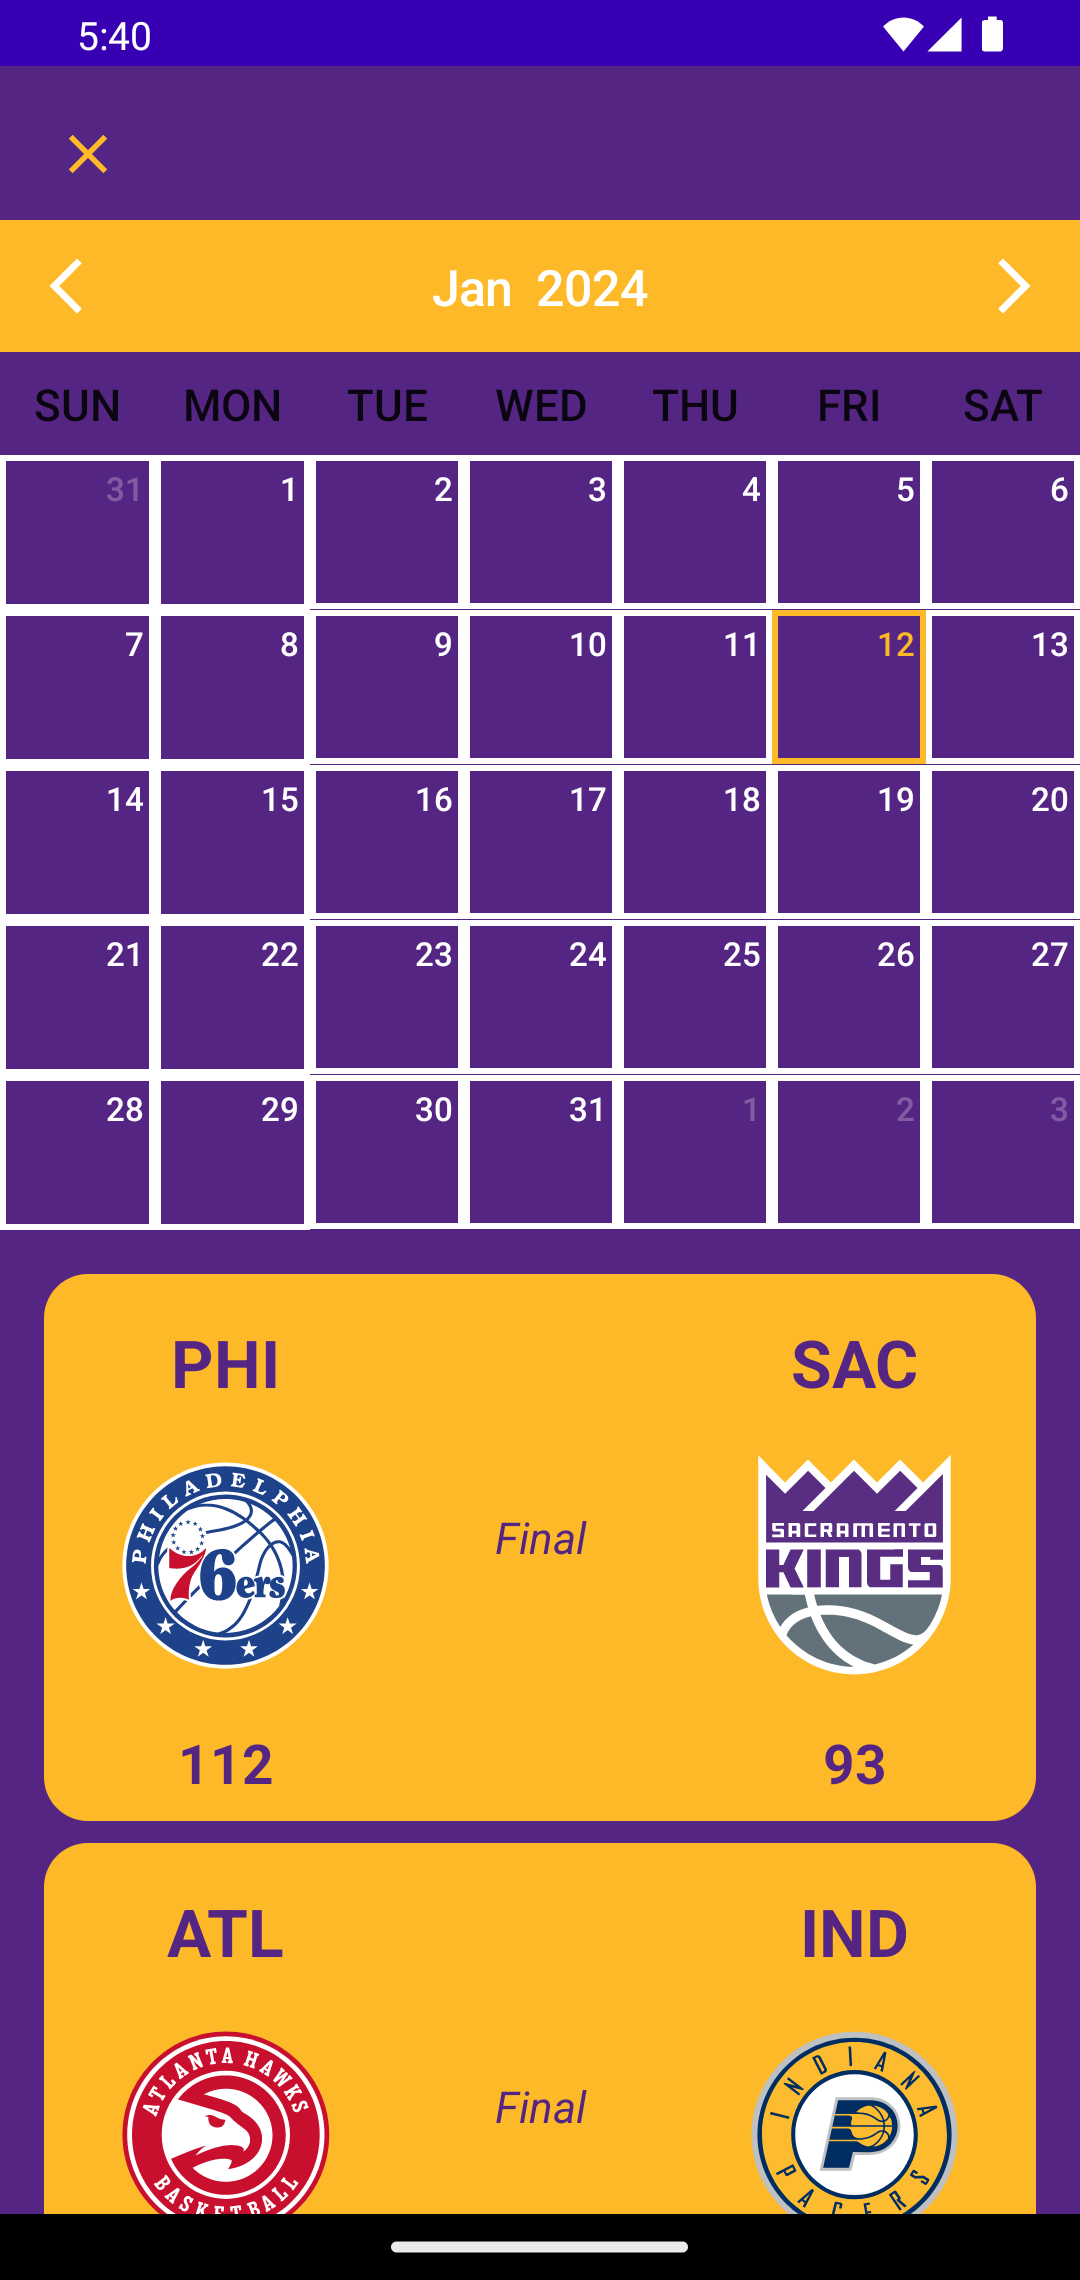 5:40
Jan 2024
SUN MON TUE WED THU FRI SAT
31 1 2 3 4 5 6
7 8 9 10 11 12 13
14 15 16 17 18 19 20
21 22 23 24 25 26 27
28 29 30 31 1 2 3
PHI SAC
PHILADELPHIA
76ers
Final
SACRAMENTO
KINGS
112 93
ATL IND
ATLANTA HAWKS
BASKETBALL
Final
INDIANA
P
PACERS